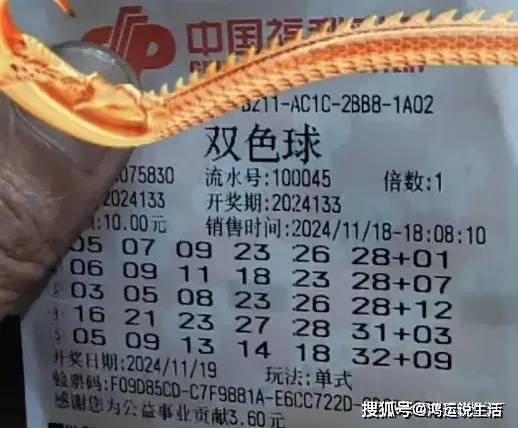 中国福利
B211-AC1C-2BB8-1A02
双色球
075830 流水号:100045 倍数:1
2024133 开奖期:2024133
10.00元 销售时间:2024/11/18-18:08:10
05 07 09 23 26 28+01
06 09 11 18 23 28+07
03 05 08 23 26 28+12
16 21 23 27 28 31+03
⑤ 05 09 13 14 18 32+09
开奖日期:2024/11/19 玩法:单式
验票码:F09D85CD-C7F9881A-E6CC722D-
感谢您为公益事业贡献3.60元
搜狐号@鸿运说生活